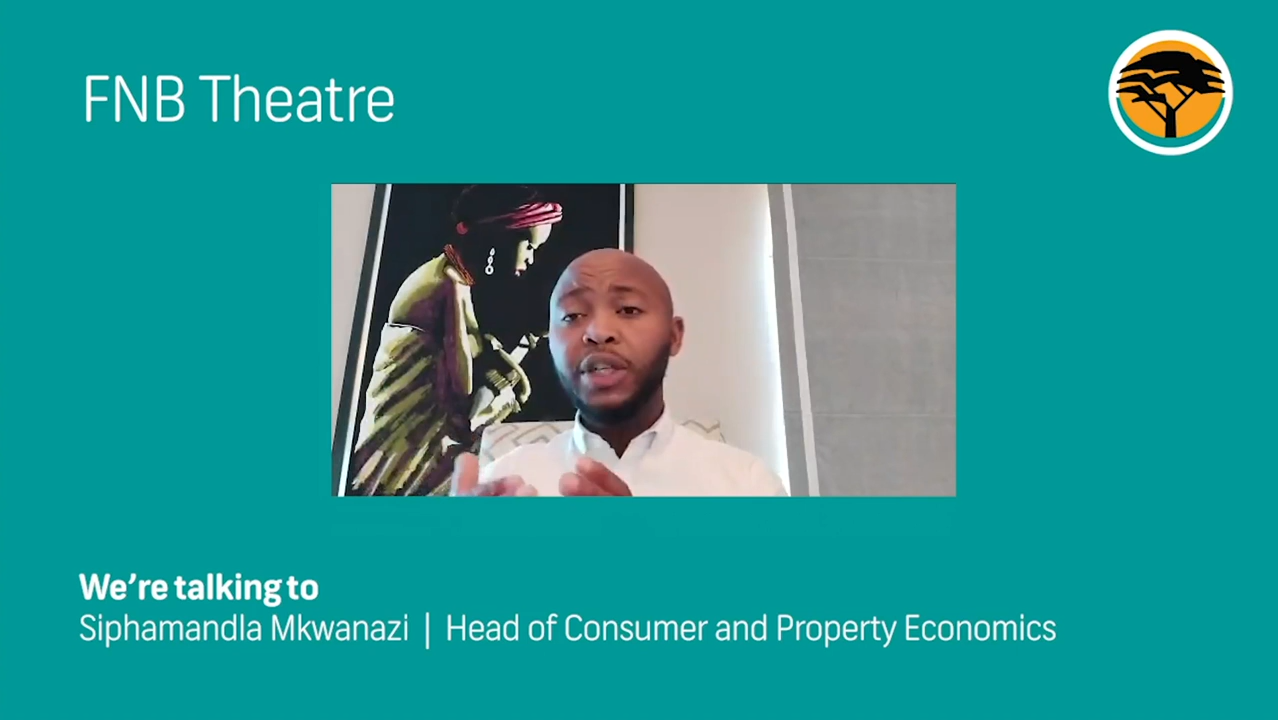 FNB Theatre
We're talking to
Siphamandla Mkwanazi | Head of Consumer and Property Economics